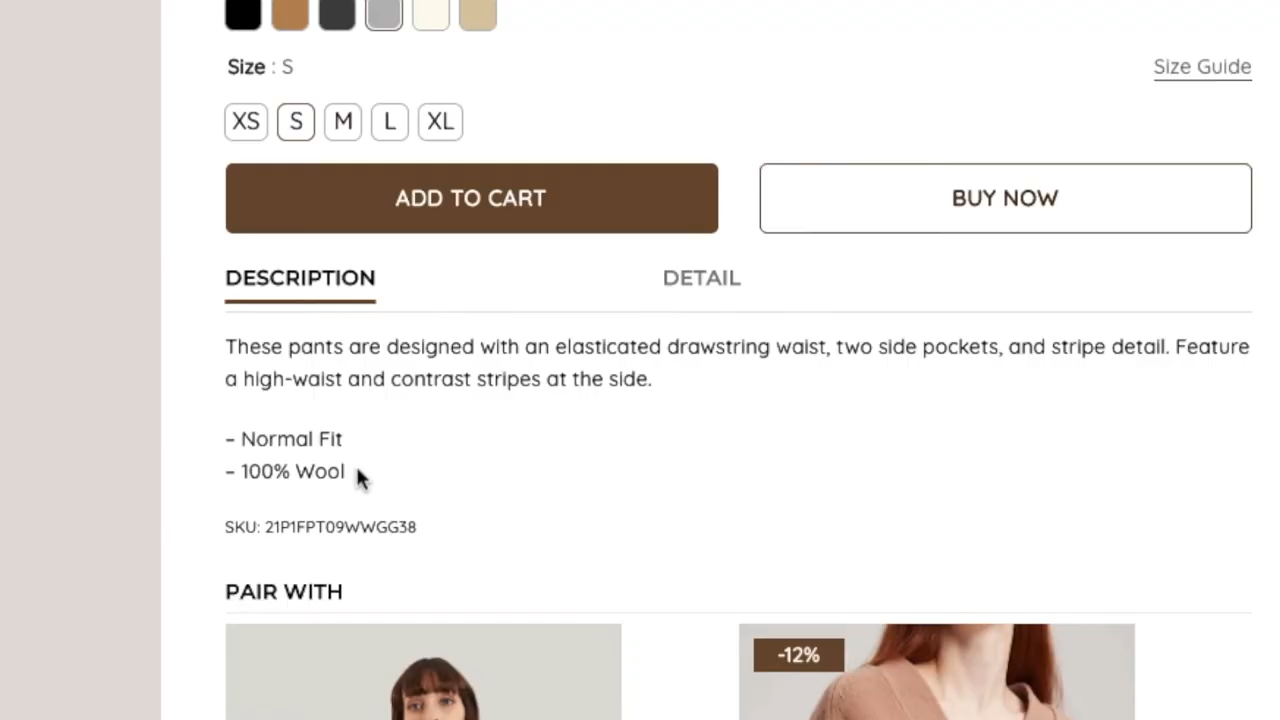 Size : S
Size Guide
XS S M L XL
ADD TO CART
BUY NOW
DESCRIPTION
DETAIL
These pants are designed with an elasticated drawstring waist, two side pockets, and stripe detail. Feature
a high-waist and contrast stripes at the side.
– Normal Fit
– 100% Wool
SKU: 21P1FPT09WWGG38
PAIR WITH
-12%